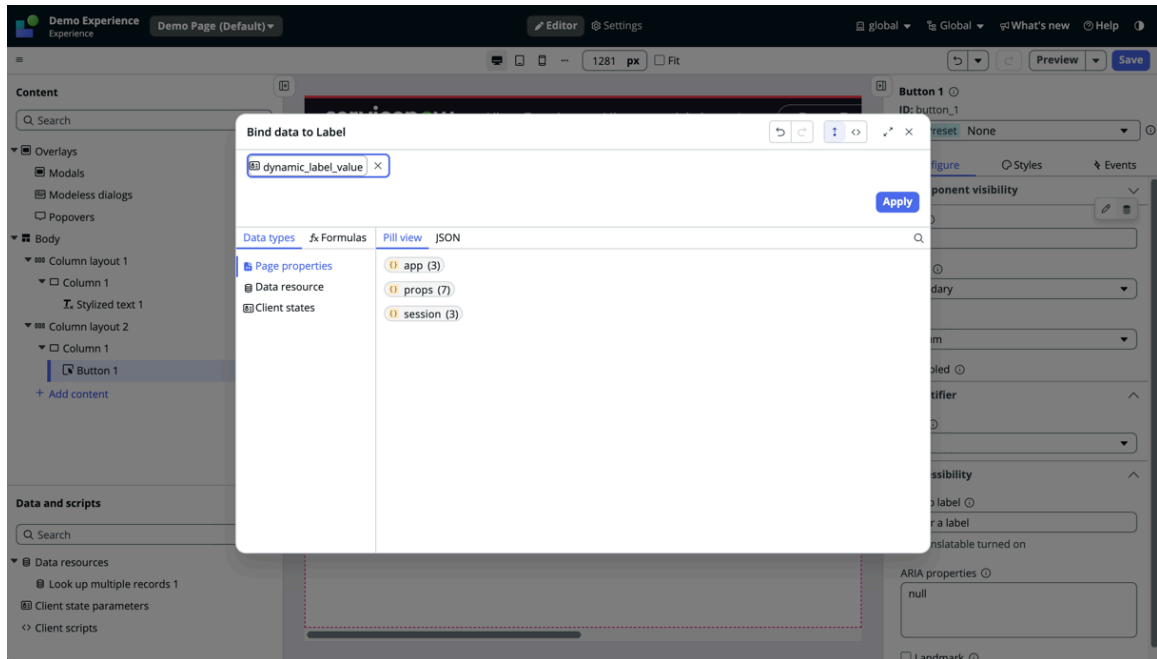 Demo Experience
Experience
Demo Page (Default)
Editor
Settings
global
Global
What's new
Help
1281 px
Fit
Preview
Save
Content
Search
Overlays
Modals
Modeless dialogs
Popovers
Body
Column layout 1
Column 1
Stylized text 1
Column layout 2
Column 1
Button 1
+ Add content
Data and scripts
Search
Data resources
Look up multiple records 1
Client state parameters
Client scripts
Bind data to Label
dynamic_label_value
Apply
Data types
Formulas
Pill view
JSON
Page properties
Data resource
Client states
app (3)
props (7)
session (3)
Button 1
ID: button_1
reset None
Styles
Events
ponent visibility
ARIA properties
null
nslatable turned on
r a label
label
Landmark